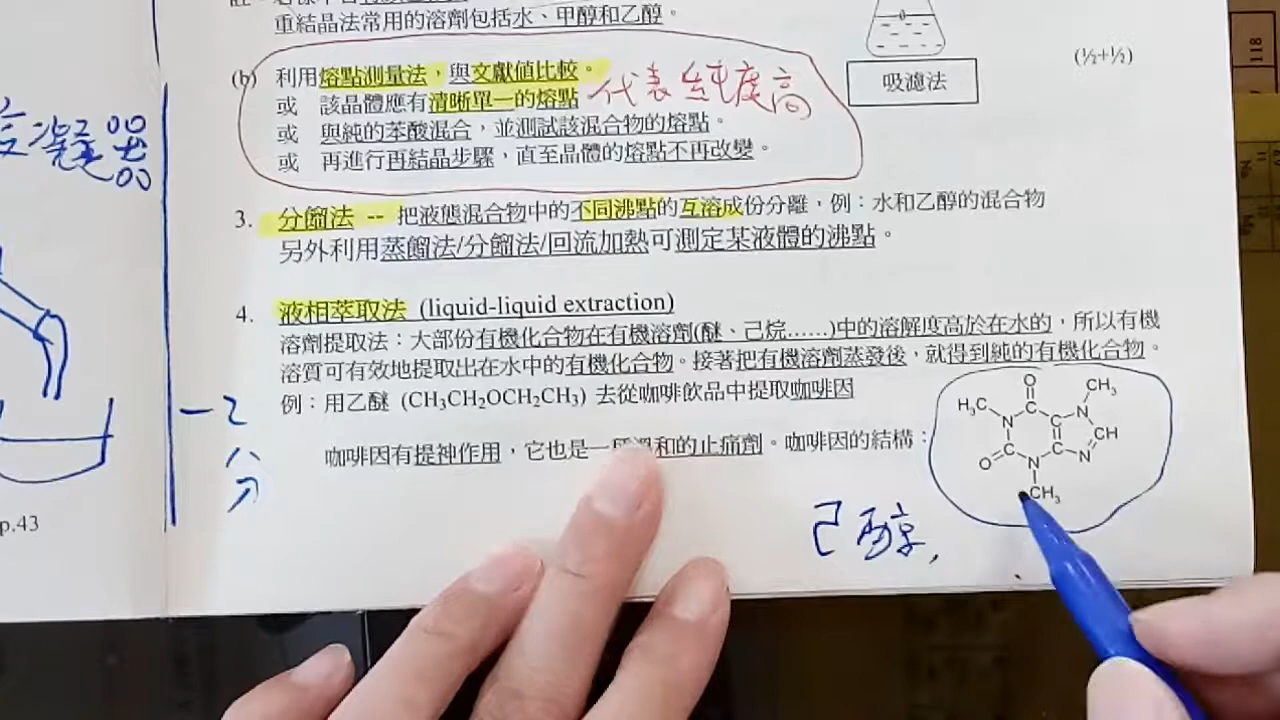 重結晶法常用的溶劑包括水、甲醇和乙醇。
(b) 利用熔點測量法，與文獻值比較。
或 該晶體應有清晰單一的熔點 代表純度高
或 與純的苯酸混合，並測試該混合物的熔點。
或 再進行再結晶步驟，直至晶體的熔點不再改變。
(½+½)
吸濾法
118
凝器
3. 分餾法 -- 把液態混合物中的不同沸點的互溶成份分離，例：水和乙醇的混合物
另外利用蒸餾法/分餾法/回流加熱可測定某液體的沸點。
4. 液相萃取法 (liquid-liquid extraction)
溶劑提取法：大部份有機化合物在有機溶劑(醚、己烷……)中的溶解度高於在水的，所以有機
溶質可有效地提取出在水中的有機化合物。接著把有機溶劑蒸發後，就得到純的有機化合物。
例：用乙醚 (CH₃CH₂OCH₂CH₃) 去從咖啡飲品中提取咖啡因
咖啡因有提神作用，它也是一種溫和的止痛劑。咖啡因的結構：
O
CH₃
H₃C
N
C
N
C
CH
C
C
O
N
N
CH₃
己醇,
p.43